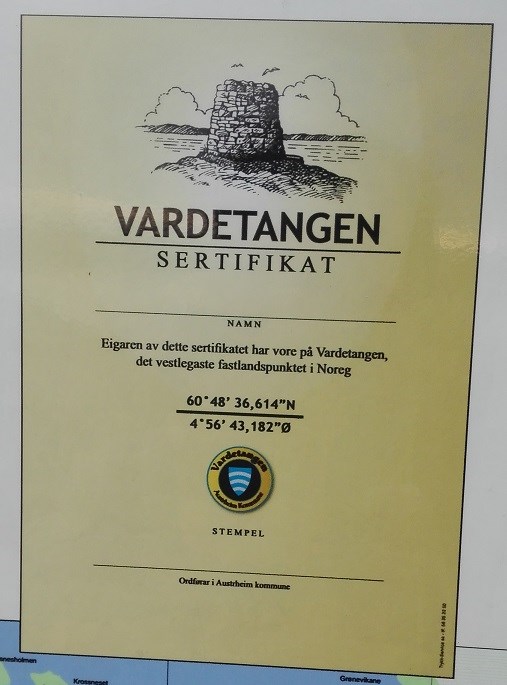 VARDETANGEN
SERTIFIKAT
NAMN
Eigaren av dette sertifikatet har vore på Vardetangen,
det vestlegaste fastlandspunktet i Noreg
60°48' 36,614"N
4°56' 43,182"Ø
Vardetangen
Austrheim Kommune
STEMPEL
Ordførar i Austrheim kommune
Krossneset
Grønevikane